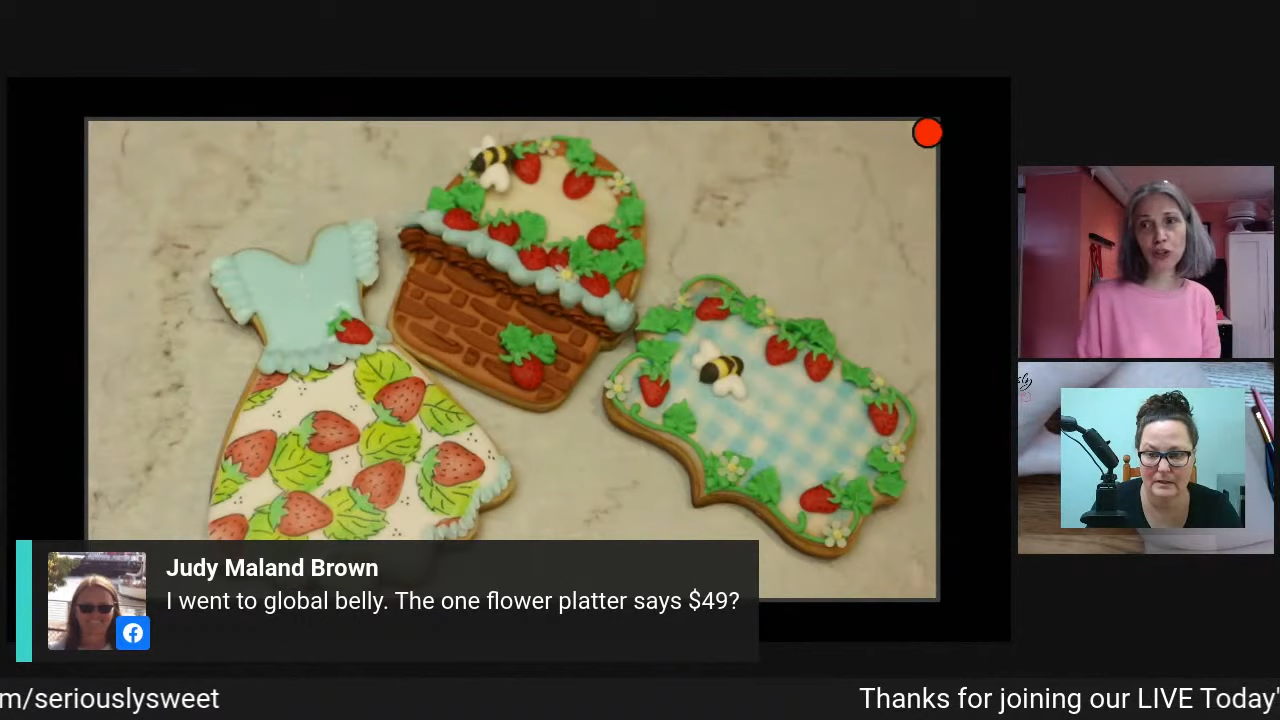 Judy Maland Brown
I went to global belly. The one flower platter says $49?
m/seriouslysweet
Thanks for joining our LIVE Today'